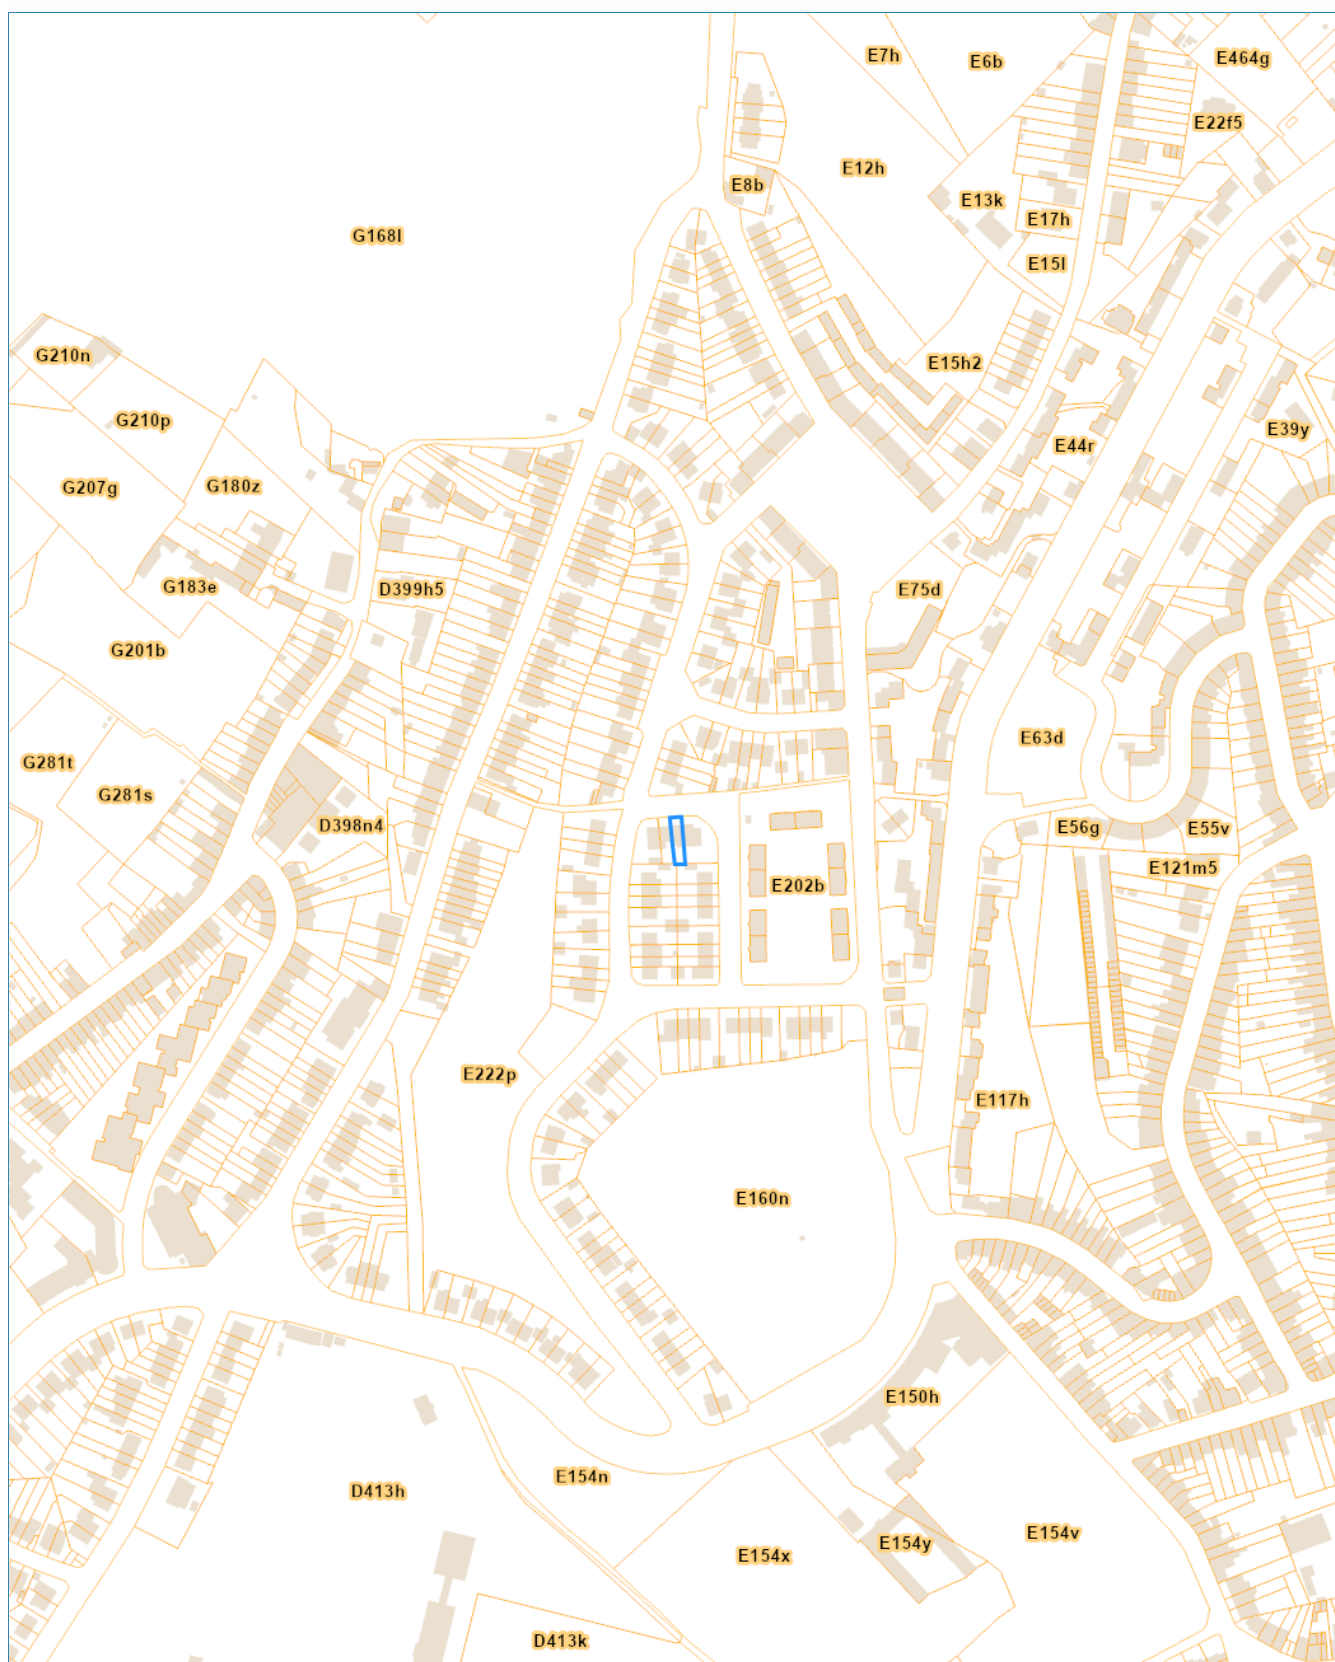 E7h
E6b
E464g
E22f5
E12h
E8b
E13k
E17h
G168l
E15l
G210n
E15h2
G210p
E39y
E44r
G207g
G180z
G183e
D399h5
E75d
G201b
E63d
G281t
G281s
D398n4
E56g
E55v
E121m5
E202b
E222p
E117h
E160n
E150h
E154n
D413h
E154v
E154y
E154x
D413k